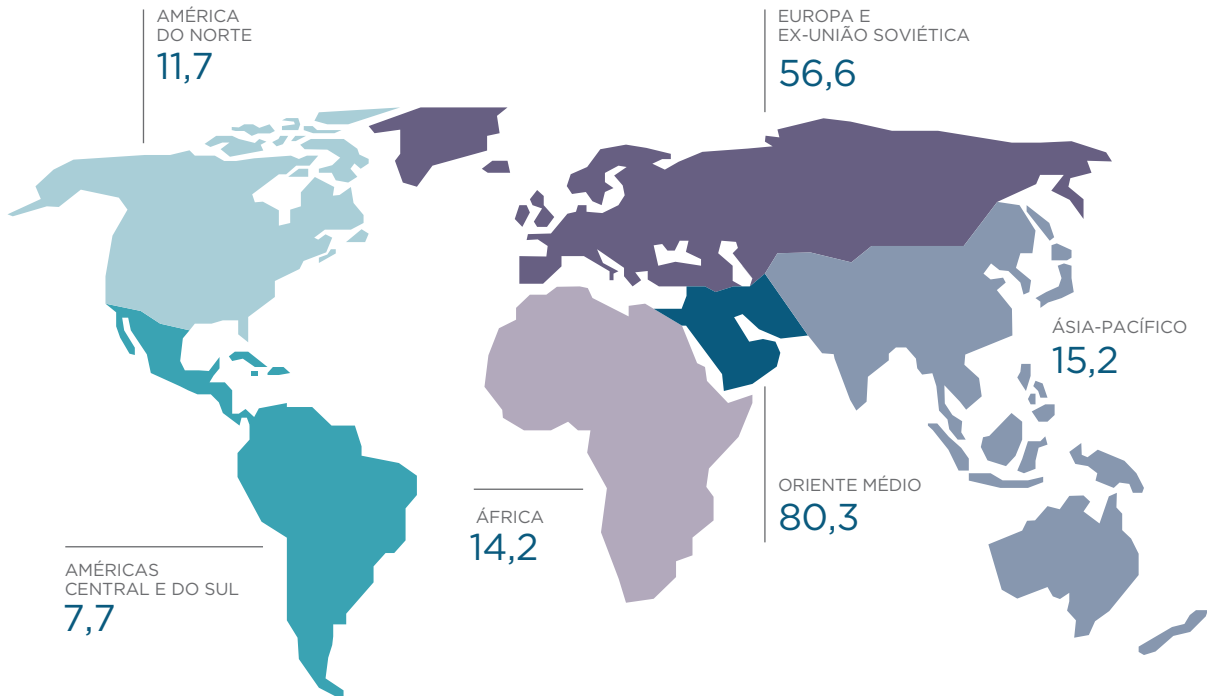 AMÉRICA
DO NORTE
11,7
EUROPA E
EX-UNIÃO SOVIÉTICA
56,6
ÁSIA-PACÍFICO
15,2
ORIENTE MÉDIO
80,3
ÁFRICA
14,2
AMÉRICAS
CENTRAL E DO SUL
7,7